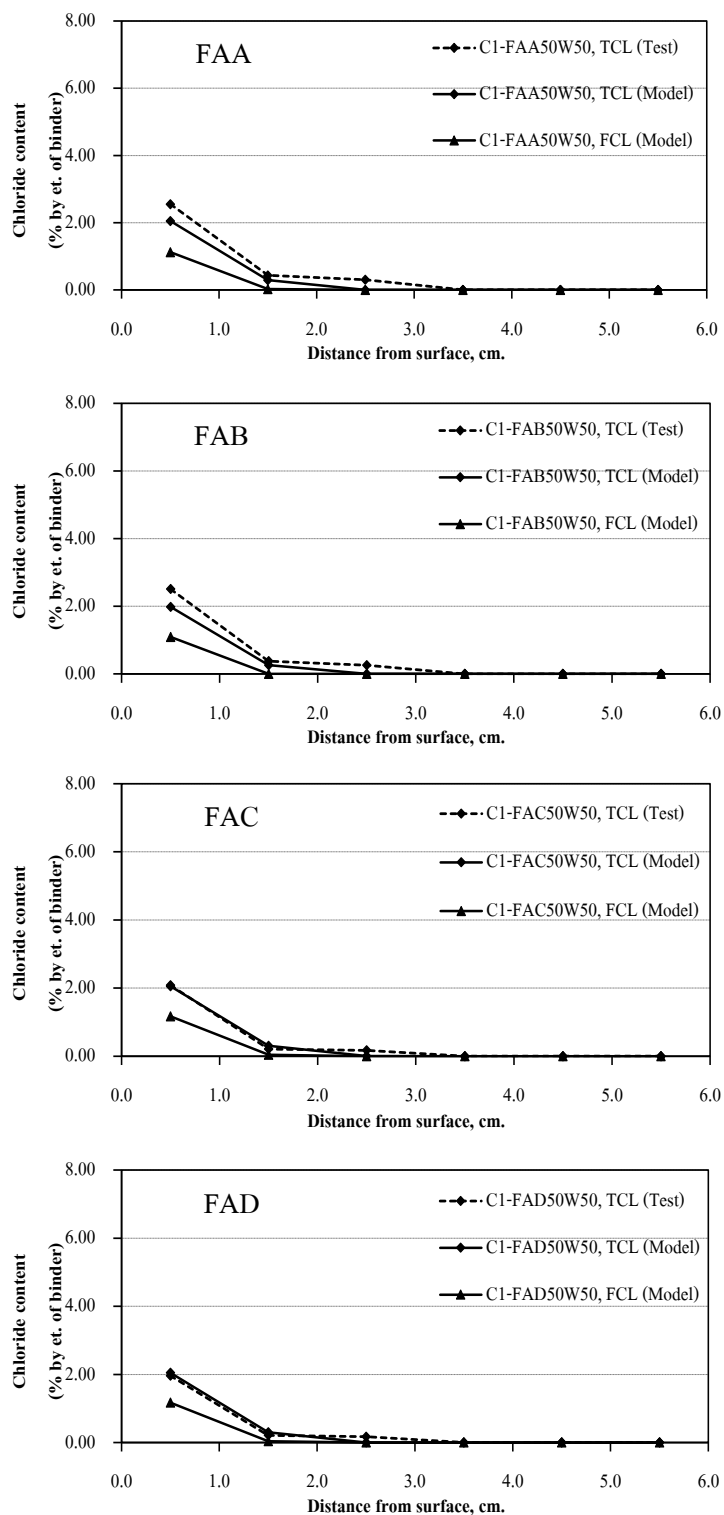 8.00
FAA
C1-FAA50W50, TCL (Test)
6.00
C1-FAA50W50, TCL (Model)
4.00
C1-FAA50W50, FCL (Model)
Chloride content
(% by et. of binder)
2.00
0.00
0.0 1.0 2.0 3.0 4.0 5.0 6.0
Distance from surface, cm.
8.00
FAB
C1-FAB50W50, TCL (Test)
6.00
C1-FAB50W50, TCL (Model)
4.00
C1-FAB50W50, FCL (Model)
Chloride content
(% by et. of binder)
2.00
0.00
0.0 1.0 2.0 3.0 4.0 5.0 6.0
Distance from surface, cm.
8.00
FAC
C1-FAC50W50, TCL (Test)
6.00
C1-FAC50W50, TCL (Model)
4.00
C1-FAC50W50, FCL (Model)
Chloride content
(% by et. of binder)
2.00
0.00
0.0 1.0 2.0 3.0 4.0 5.0 6.0
Distance from surface, cm.
8.00
FAD
C1-FAD50W50, TCL (Test)
6.00
C1-FAD50W50, TCL (Model)
4.00
C1-FAD50W50, FCL (Model)
Chloride content
(% by et. of binder)
2.00
0.00
0.0 1.0 2.0 3.0 4.0 5.0 6.0
Distance from surface, cm.